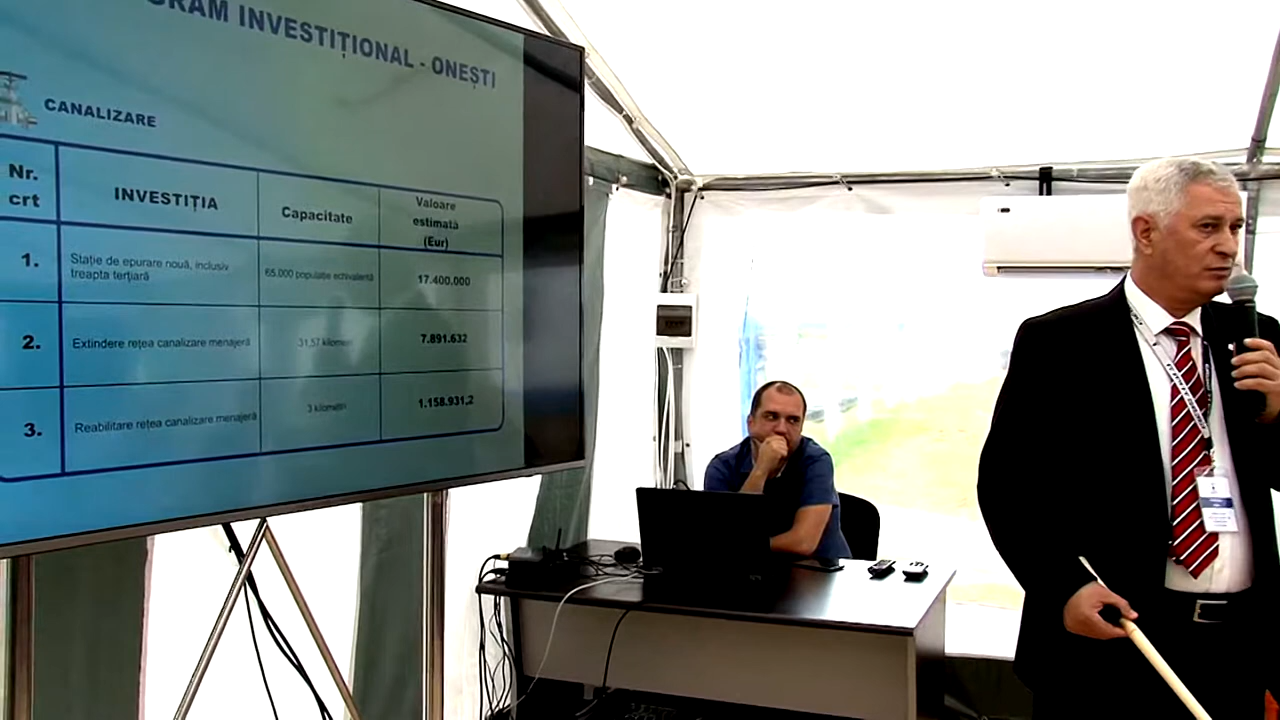 GRAM INVESTIȚIONAL - ONEȘTI
CANALIZARE
Nr.
crt
INVESTIȚIA
Capacitate
Valoare
estimată
(Eur)
1.
Stație de epurare nouă, inclusiv
treapta terțiară
65.000 populație echivalentă
17.400.000
2.
Extindere rețea canalizare menajeră
31,57 kilometri
7.891.632
3.
Reabilitare rețea canalizare menajeră
3 kilometri
1.158.931,2